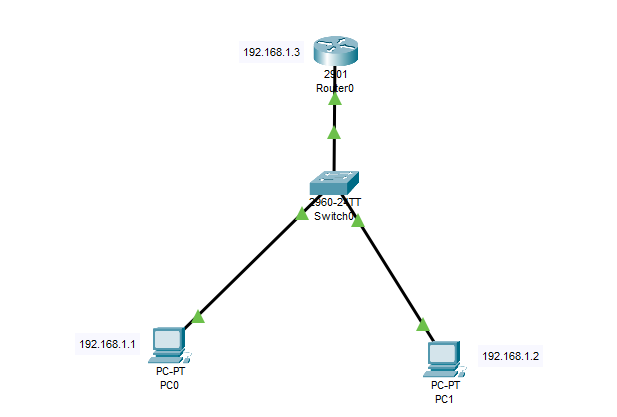 192.168.1.3
2901
Router0
2960-24TT
Switch0
192.168.1.1
PC-PT
PC0
192.168.1.2
PC-PT
PC1